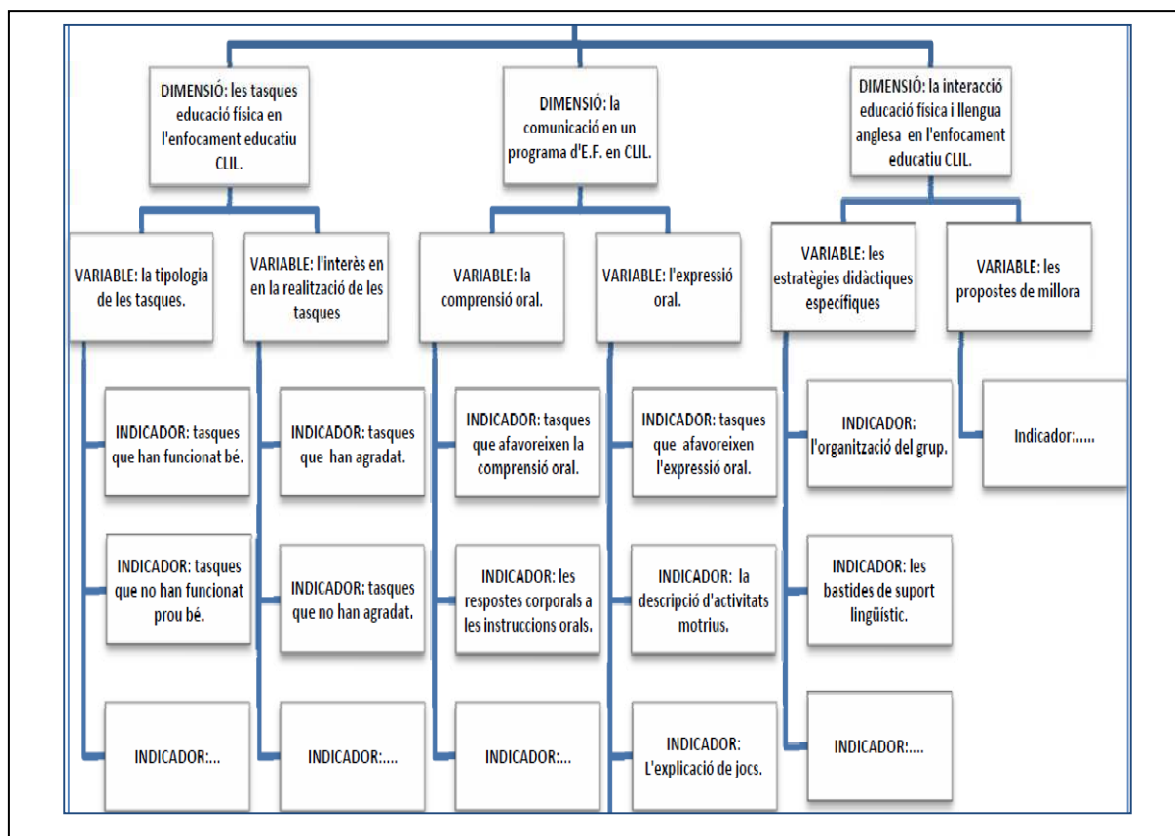 DIMENSIÓ: les tasques
educació física en
l'enfocament educatiu
CLIL.
DIMENSIÓ: la
comunicació en un
programa d'E.F. en CLIL.
DIMENSIÓ: la interacció
educació física i llengua
anglesa en l'enfocament
educatiu CLIL.
VARIABLE: la tipologia
de les tasques.
VARIABLE: l'interès en
en la realització de les
tasques
VARIABLE: la
comprensió oral.
VARIABLE: l'expressió
oral.
VARIABLE: les
estratègies didàctiques
específiques
VARIABLE: les
propostes de millora
INDICADOR: tasques
que han funcionat bé.
INDICADOR: tasques
que han agradat.
INDICADOR: tasques
que afavoreixen la
comprensió oral.
INDICADOR: tasques
que afavoreixen
l'expressió oral.
INDICADOR:
l'organització del grup.
Indicador:.....
INDICADOR: tasques
que no han funcionat
prou bé.
INDICADOR: tasques
que no han agradat.
INDICADOR: les
respostes corporals a
les instruccions orals.
INDICADOR: la
descripció d'activitats
motrius.
INDICADOR: les
bastides de suport
lingüístic.
INDICADOR:...
INDICADOR:....
INDICADOR:...
INDICADOR:
L'explicació de jocs.
INDICADOR:....